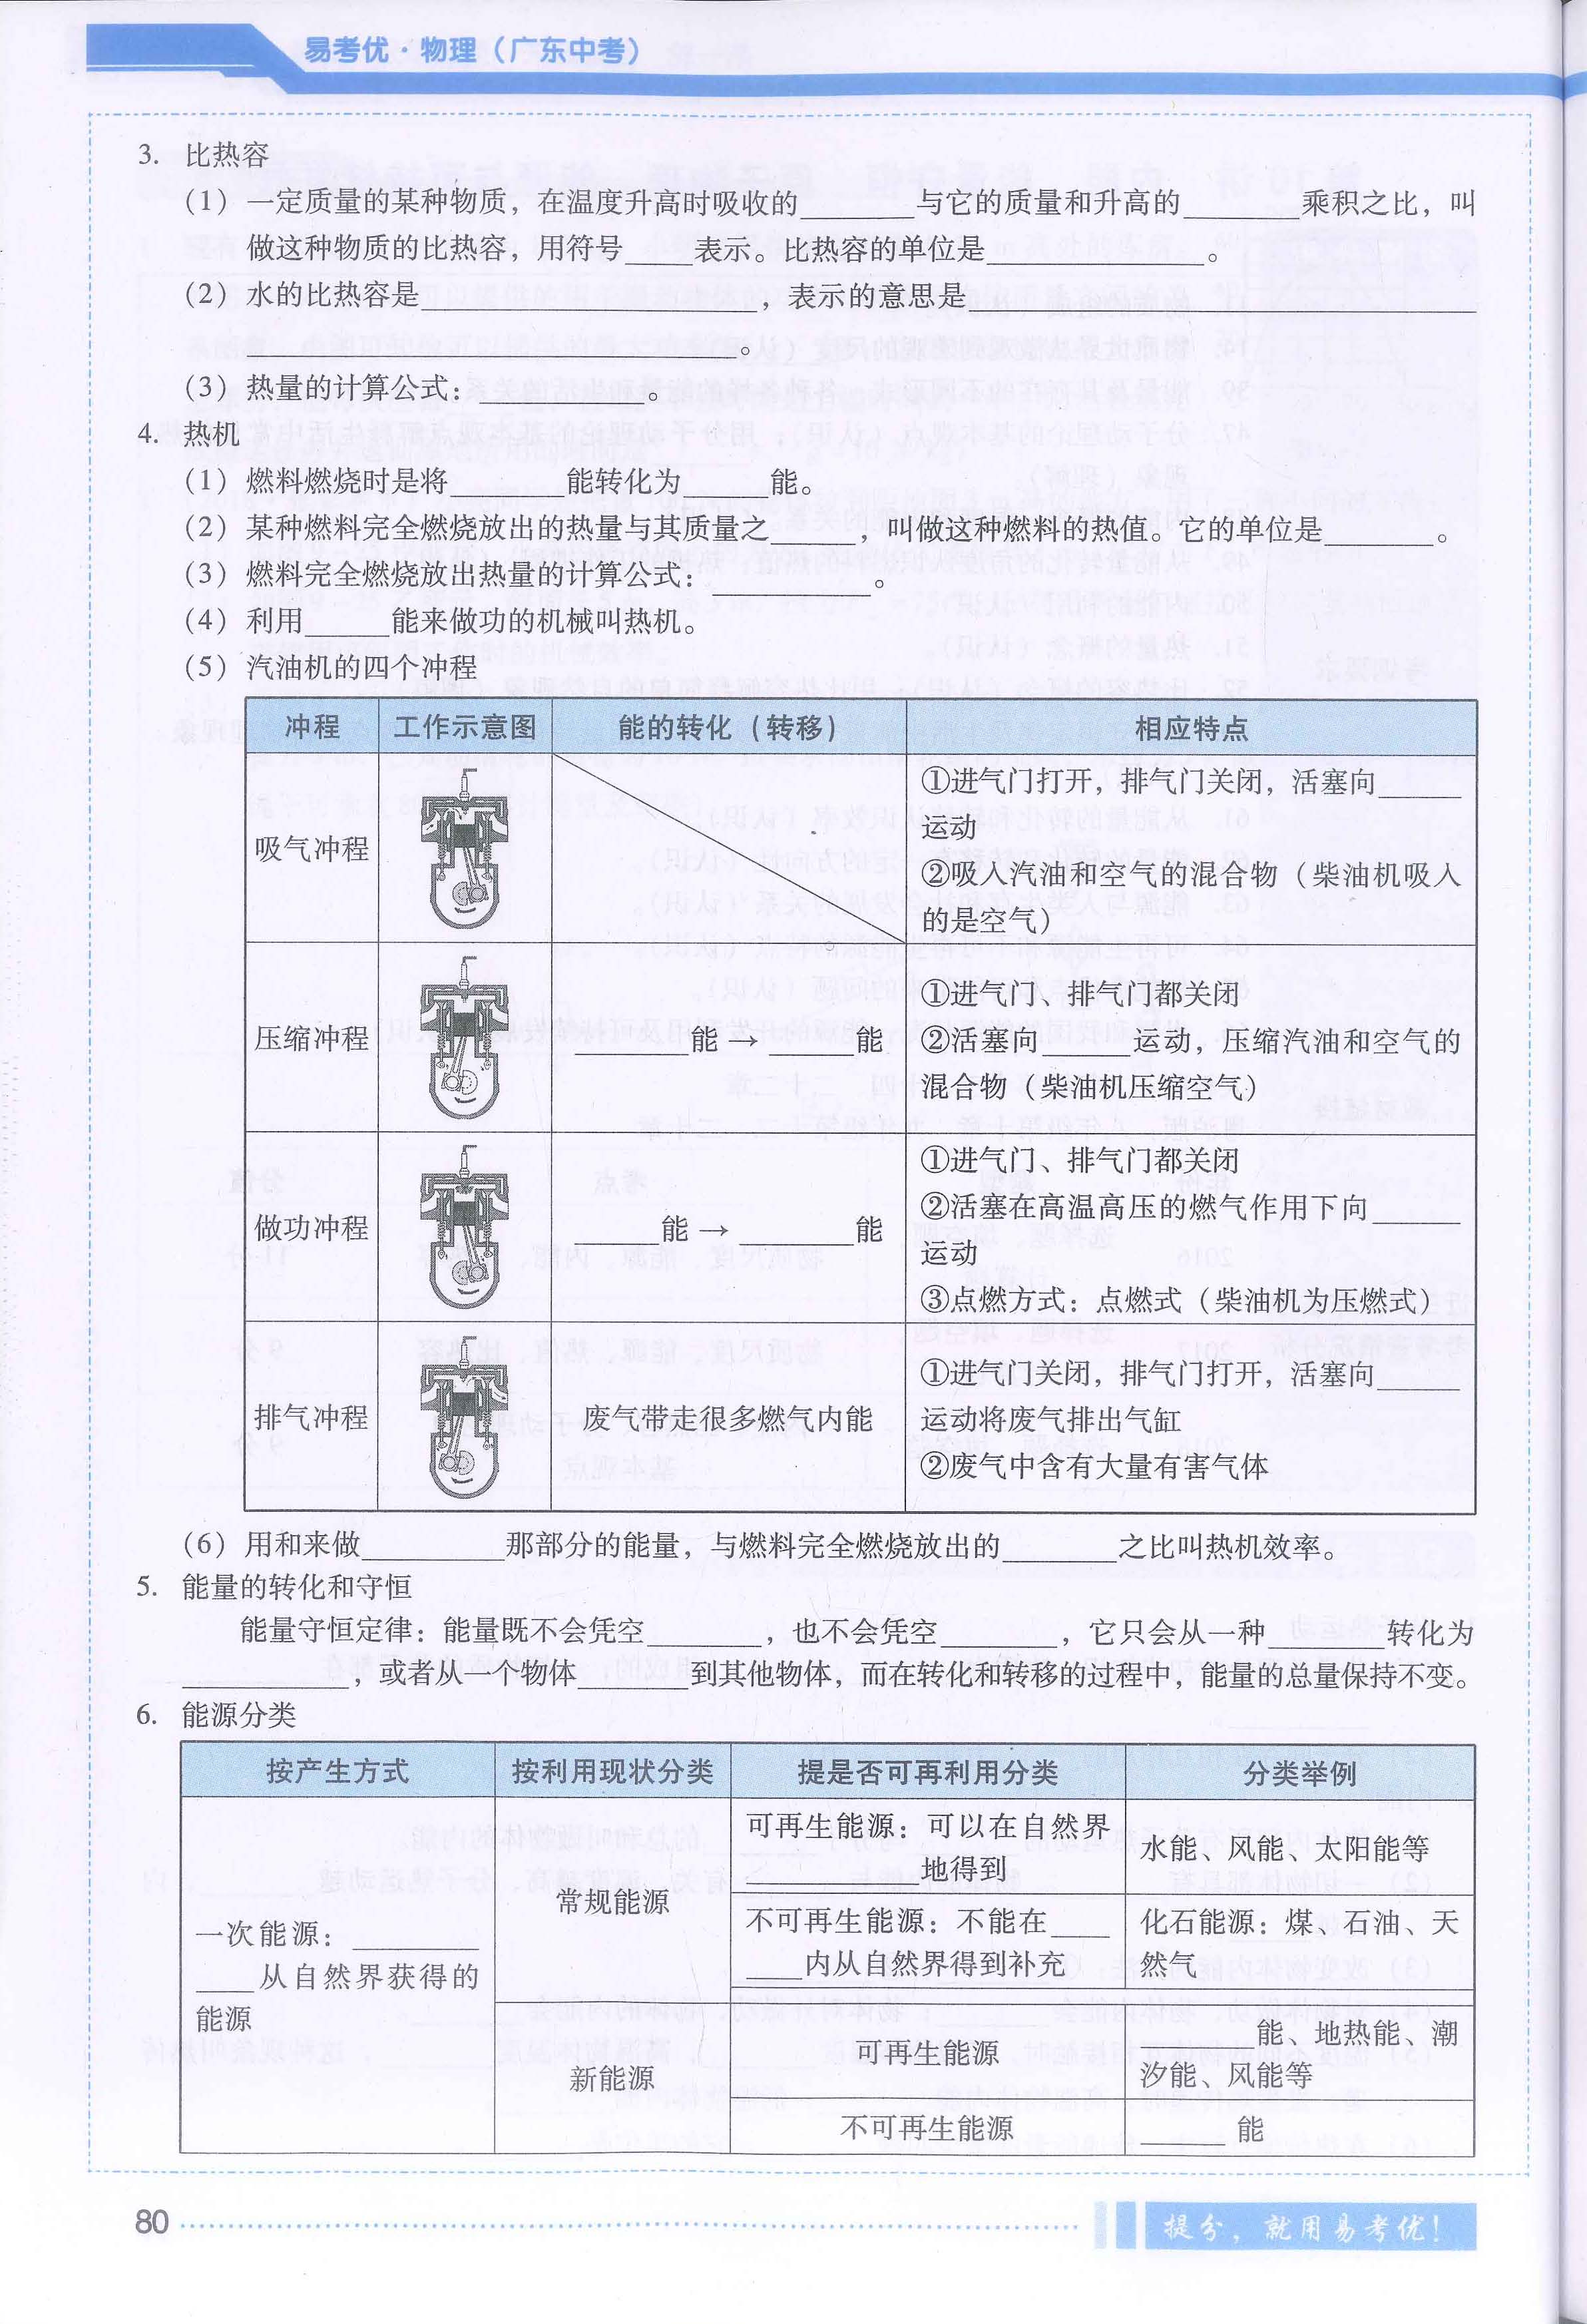 易考优·物理（广东中考）
3. 比热容
（1）一定质量的某种物质，在温度升高时吸收的________与它的质量和升高的________乘积之比，叫
做这种物质的比热容，用符号____表示。比热容的单位是________________。
（2）水的比热容是________________________，表示的意思是________________________
________________________。
（3）热量的计算公式：____________。
4. 热机
（1）燃料燃烧时是将________能转化为______能。
（2）某种燃料完全燃烧放出的热量与其质量之______，叫做这种燃料的热值。它的单位是________。
（3）燃料完全燃烧放出热量的计算公式：____________。
（4）利用______能来做功的机械叫热机。
（5）汽油机的四个冲程
冲程 工作示意图 能的转化（转移） 相应特点
吸气冲程
①进气门打开，排气门关闭，活塞向______
运动
②吸入汽油和空气的混合物（柴油机吸入
的是空气）
压缩冲程
________能 → ______能
①进气门、排气门都关闭
②活塞向______运动，压缩汽油和空气的
混合物（柴油机压缩空气）
做功冲程
______能 → ________能
①进气门、排气门都关闭
②活塞在高温高压的燃气作用下向______
运动
③点燃方式：点燃式（柴油机为压燃式）
排气冲程
废气带走很多燃气内能
①进气门关闭，排气门打开，活塞向______
运动将废气排出气缸
②废气中含有大量有害气体
（6）用和来做__________那部分的能量，与燃料完全燃烧放出的________之比叫热机效率。
5. 能量的转化和守恒
能量守恒定律：能量既不会凭空________，也不会凭空________，它只会从一种________转化为
____________，或者从一个物体________到其他物体，而在转化和转移的过程中，能量的总量保持不变。
6. 能源分类
按产生方式 按利用现状分类 提是否可再利用分类 分类举例
一次能源：_________
____从自然界获得的
能源
常规能源
可再生能源：可以在自然界
_____________地得到
水能、风能、太阳能等
不可再生能源：不能在____
____内从自然界得到补充
化石能源：煤、石油、天
然气
新能源
可再生能源
________能、地热能、潮
汐能、风能等
不可再生能源
______能
80
提分，就用易考优！